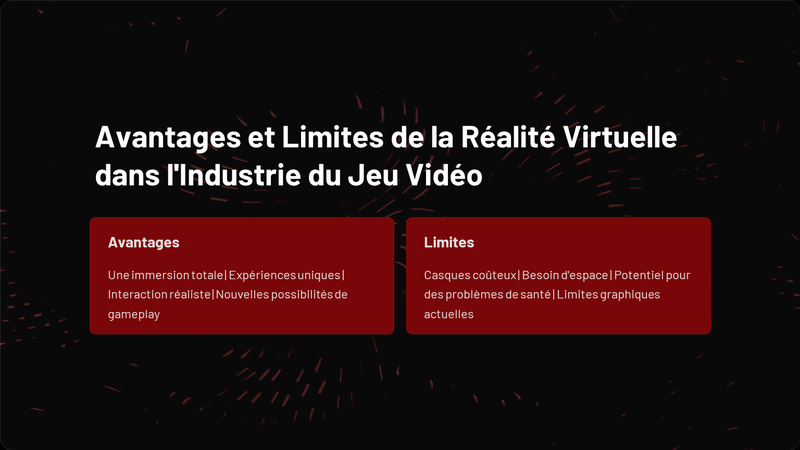 Avantages et Limites de la Réalité Virtuelle
dans l'Industrie du Jeu Vidéo
Avantages
Une immersion totale | Expériences uniques |
Interaction réaliste | Nouvelles possibilités de
gameplay
Limites
Casques coûteux | Besoin d'espace | Potentiel pour
des problèmes de santé | Limites graphiques
actuelles